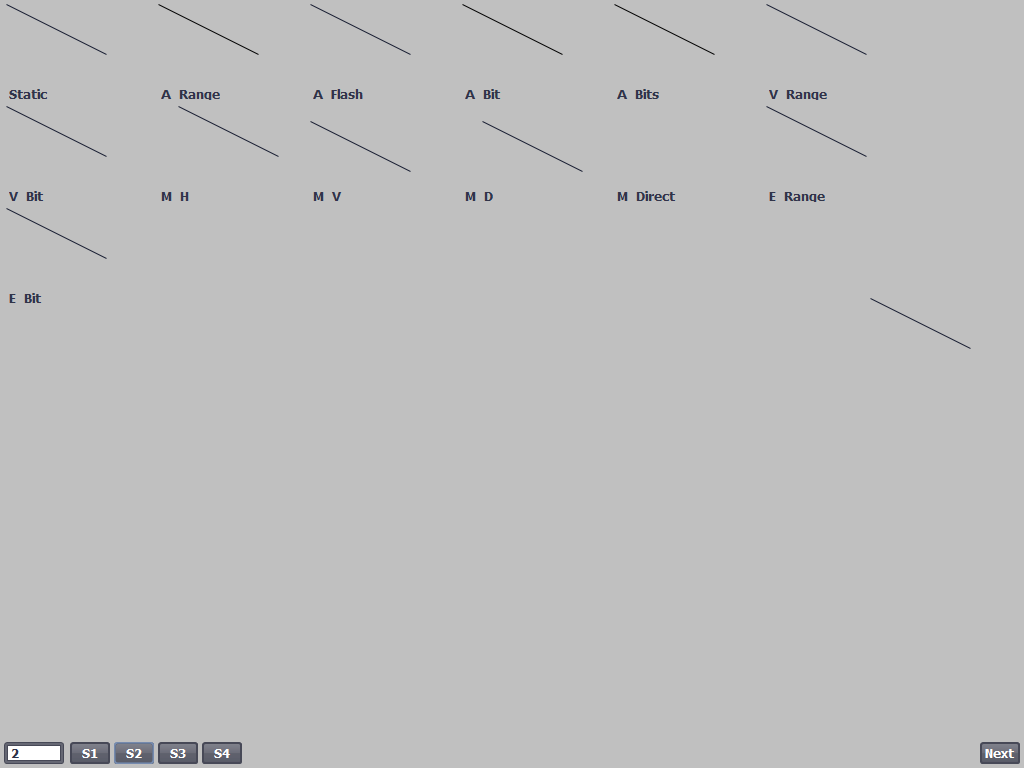 Static A Range A Flash A Bit A Bits V Range
V Bit M H M V M D M Direct E Range
E Bit
2 S1 S2 S3 S4 Next